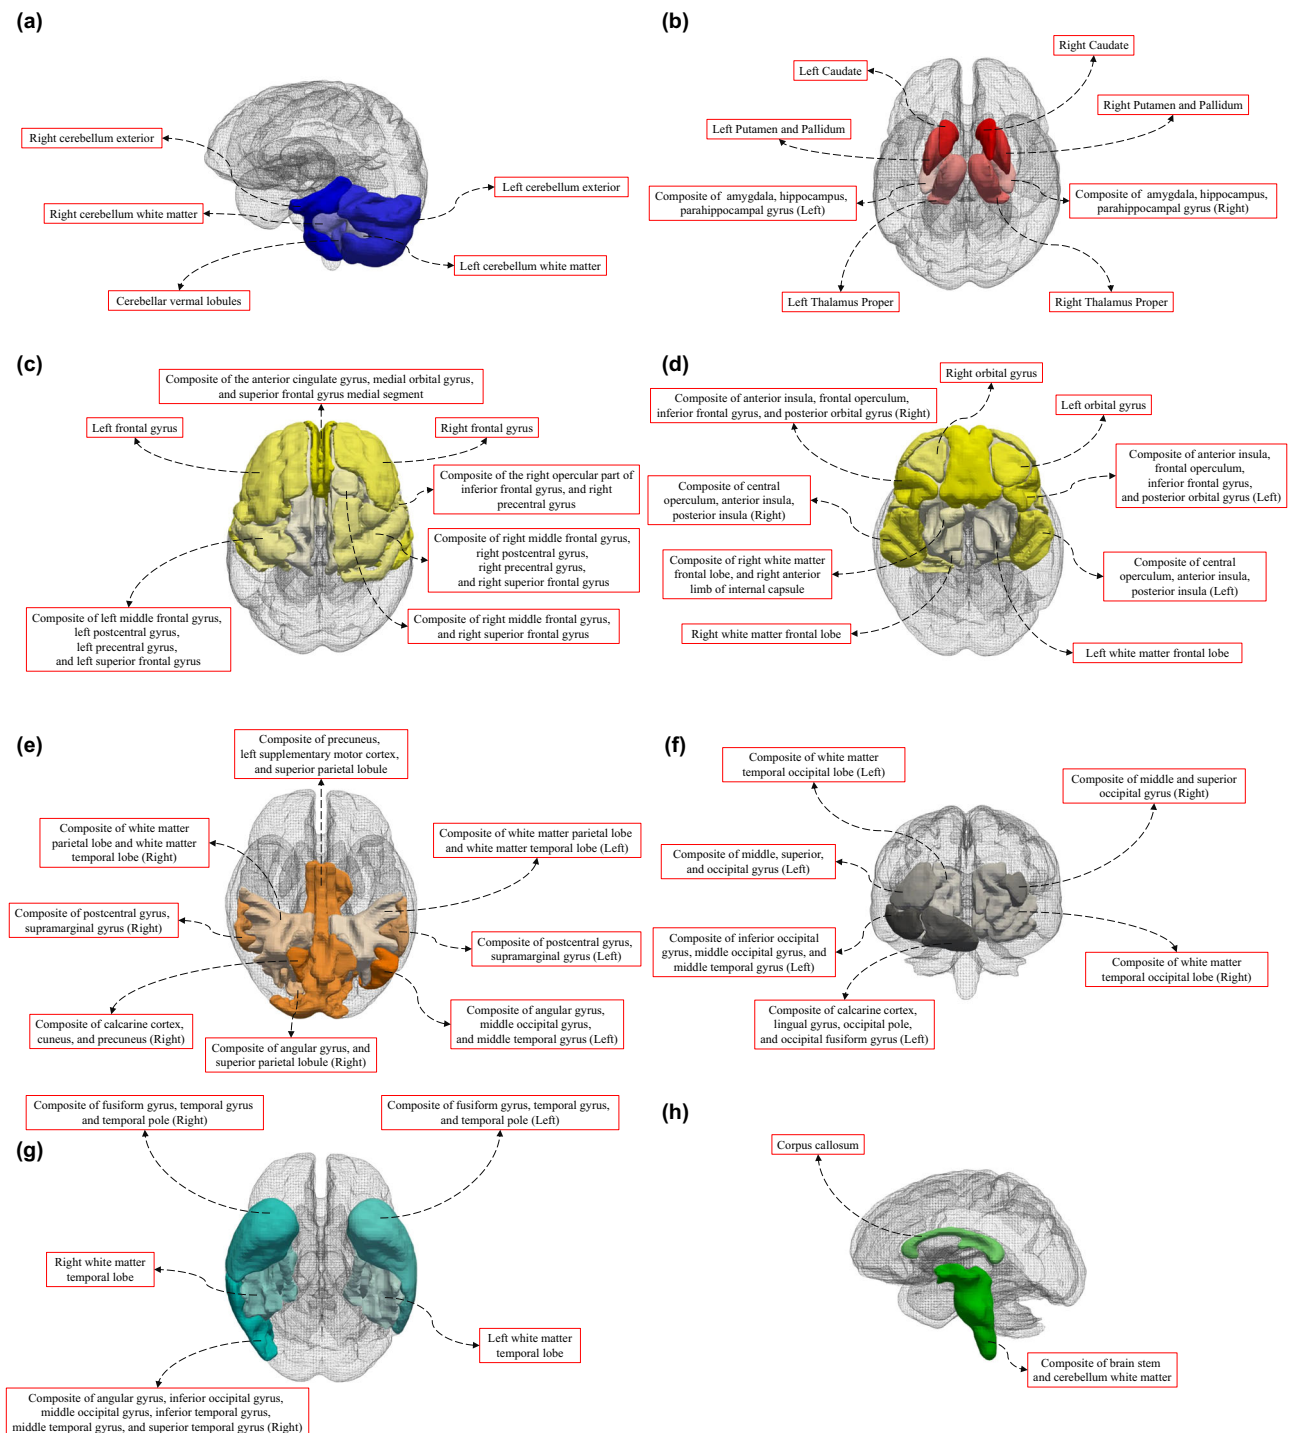 (a)
Right cerebellum exterior
Right cerebellum white matter
Cerebellar vermal lobules
Left cerebellum exterior
Left cerebellum white matter
(b)
Right Caudate
Left Caudate
Right Putamen and Pallidum
Left Putamen and Pallidum
Composite of amygdala, hippocampus,
parahippocampal gyrus (Left)
Composite of amygdala, hippocampus,
parahippocampal gyrus (Right)
Left Thalamus Proper
Right Thalamus Proper
(c)
Composite of the anterior cingulate gyrus, medial orbital gyrus,
and superior frontal gyrus medial segment
Left frontal gyrus
Right frontal gyrus
Composite of the right opercular part of
inferior frontal gyrus, and right
precentral gyrus
Composite of right middle frontal gyrus,
right postcentral gyrus,
right precentral gyrus,
and right superior frontal gyrus
Composite of left middle frontal gyrus,
left postcentral gyrus,
left precentral gyrus,
and left superior frontal gyrus
Composite of right middle frontal gyrus,
and right superior frontal gyrus
(d)
Right orbital gyrus
Composite of anterior insula, frontal operculum,
inferior frontal gyrus, and posterior orbital gyrus (Right)
Left orbital gyrus
Composite of anterior insula,
frontal operculum,
inferior frontal gyrus,
and posterior orbital gyrus (Left)
Composite of central
operculum, anterior insula,
posterior insula (Right)
Composite of right white matter
frontal lobe, and right anterior
limb of internal capsule
Composite of central
operculum, anterior insula,
posterior insula (Left)
Right white matter frontal lobe
Left white matter frontal lobe
(e)
Composite of precuneus,
left supplementary motor cortex,
and superior parietal lobule
Composite of white matter
parietal lobe and white matter
temporal lobe (Right)
Composite of white matter parietal lobe
and white matter temporal lobe (Left)
Composite of postcentral gyrus,
supramarginal gyrus (Right)
Composite of postcentral gyrus,
supramarginal gyrus (Left)
Composite of calcarine cortex,
cuneus, and precuneus (Right)
Composite of angular gyrus, and
superior parietal lobule (Right)
Composite of angular gyrus,
middle occipital gyrus,
and middle temporal gyrus (Left)
(f)
Composite of white matter
temporal occipital lobe (Left)
Composite of middle and superior
occipital gyrus (Right)
Composite of middle, superior,
and occipital gyrus (Left)
Composite of inferior occipital
gyrus, middle occipital gyrus, and
middle temporal gyrus (Left)
Composite of white matter
temporal occipital lobe (Right)
Composite of calcarine cortex,
lingual gyrus, occipital pole,
and occipital fusiform gyrus (Left)
(g)
Composite of fusiform gyrus, temporal gyrus
and temporal pole (Right)
Composite of fusiform gyrus, temporal gyrus,
and temporal pole (Left)
Right white matter
temporal lobe
Left white matter
temporal lobe
Composite of angular gyrus, inferior occipital gyrus,
middle occipital gyrus, inferior temporal gyrus,
middle temporal gyrus, and superior temporal gyrus (Right)
(h)
Corpus callosum
Composite of brain stem
and cerebellum white matter